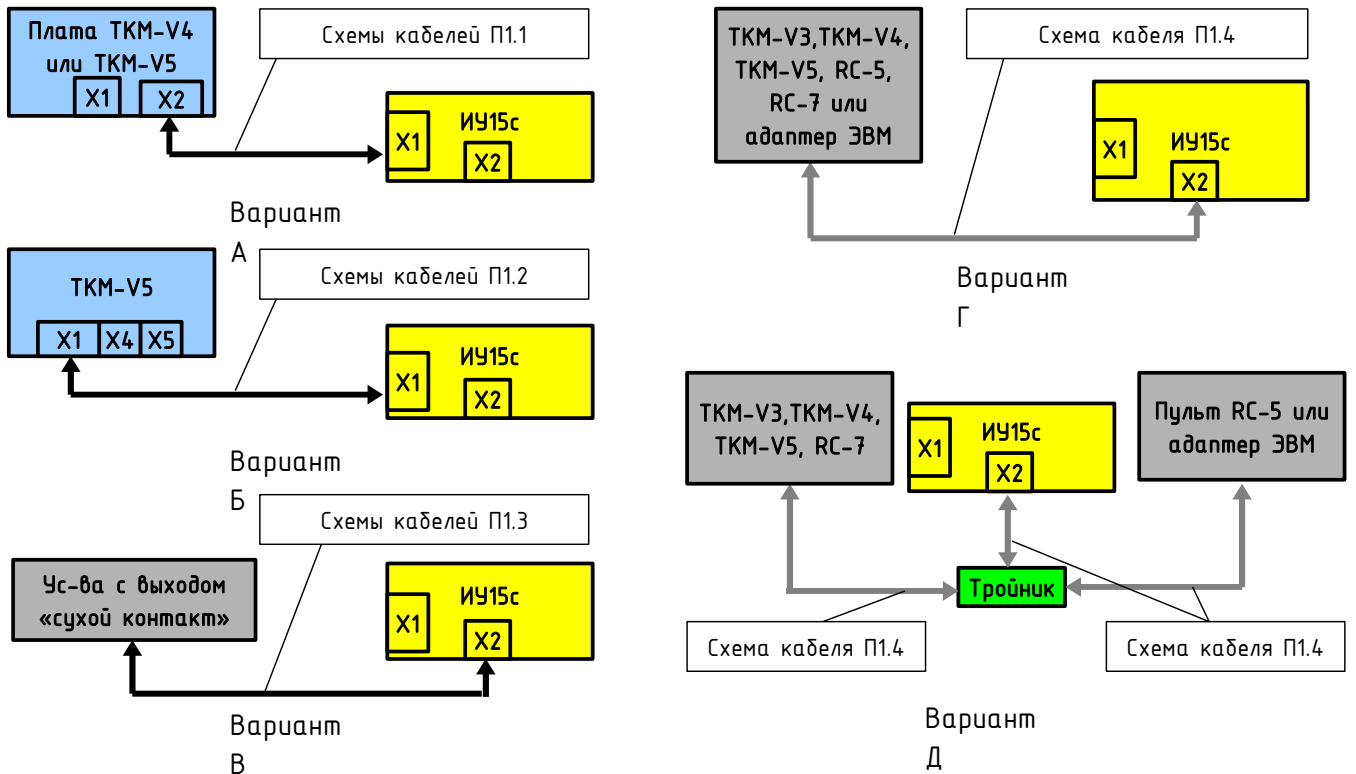 Плата ТКМ-V4
или ТКМ-V5
X1
X2
Схемы кабелей П1.1
ИУ15с
X1
X2
Вариант
А
ТКМ-V5
X1
X4
X5
Схемы кабелей П1.2
ИУ15с
X1
X2
Вариант
Б
Ус-ва с выходом
«сухой контакт»
Схемы кабелей П1.3
ИУ15с
X1
X2
Вариант
В
ТКМ-V3,ТКМ-V4,
ТКМ-V5, RC-5,
RC-7 или
адаптер ЭВМ
Схема кабеля П1.4
X1
ИУ15с
X2
Вариант
Г
ТКМ-V3,ТКМ-V4,
ТКМ-V5, RC-7
X1
ИУ15с
X2
Пульт RC-5 или
адаптер ЭВМ
Тройник
Схема кабеля П1.4
Схема кабеля П1.4
Вариант
Д